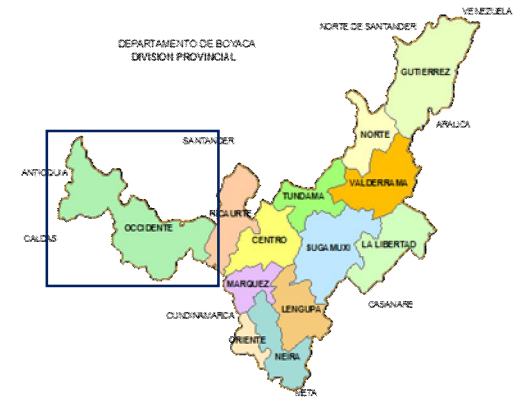 VENEZUELA
NORTE DE SANTANDER
DEPARTAMENTO DE BOYACA
DIVISION PROVINCIAL
GUTIERREZ
ARAUCA
NORTE
SANTANDER
ANTIOQUIA
VALDERRAMA
TUNDAMA
RICAURTE
OCCIDENTE
CENTRO
SUGAMUXI
LA LIBERTAD
CALDAS
MARQUEZ
CASANARE
LENGUPA
CUNDINAMARCA
ORIENTE
NEIRA
META